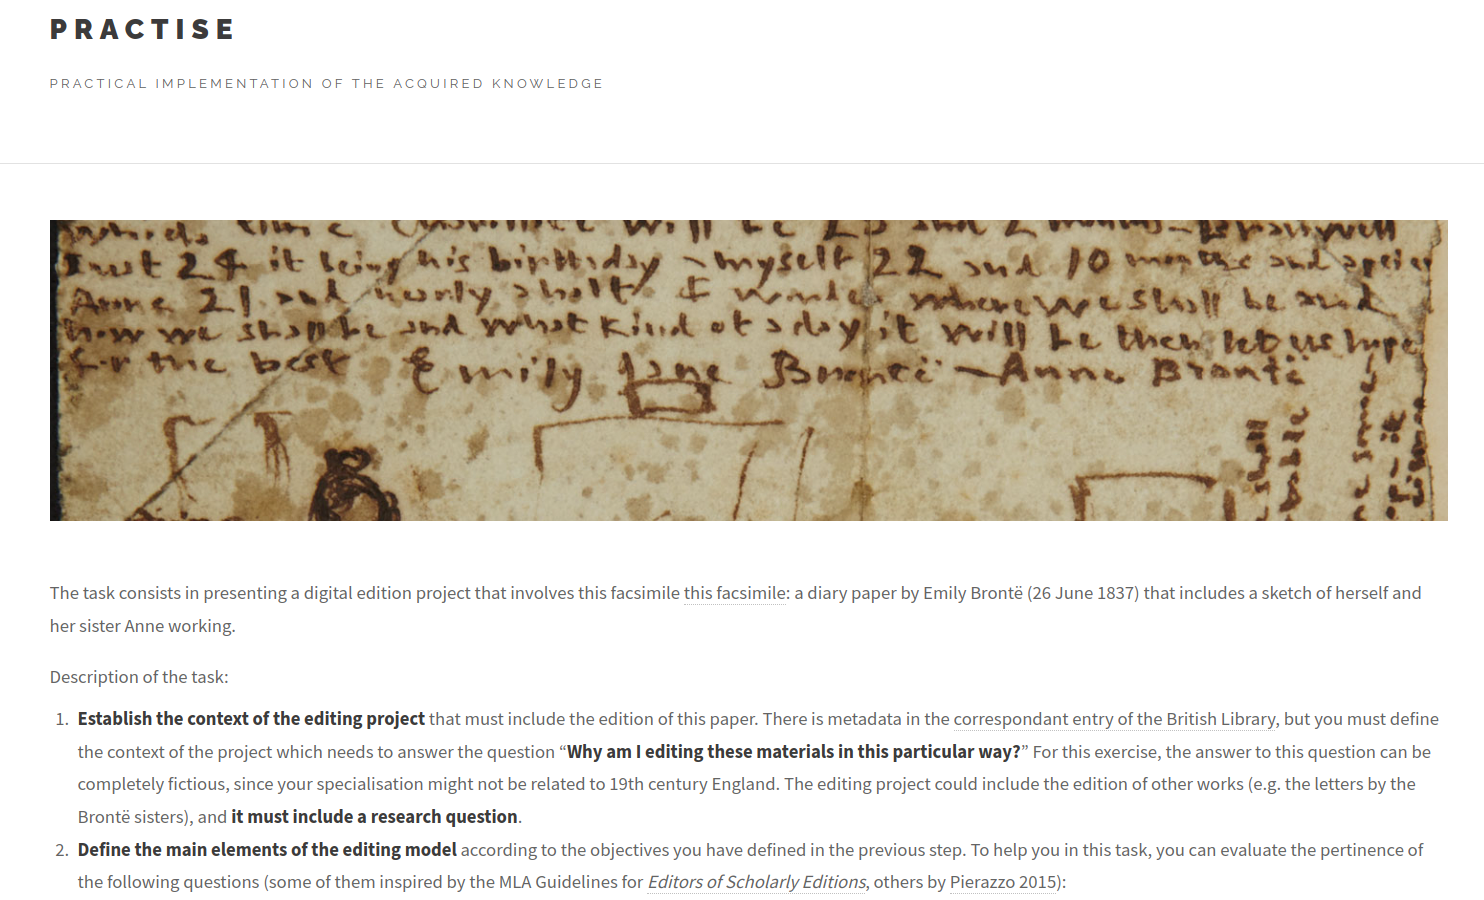 PRACTISE
PRACTICAL IMPLEMENTATION OF THE ACQUIRED KNOWLEDGE
will be and 2
24 it being his birthday - myself 22 and 10 months and a peice
Anne 21 and nearly a half I wonder where we shall be and
how we shall be and what kind of a day it will be then let us hope
for the best Emily Jane Brontë - Anne Brontë
The task consists in presenting a digital edition project that involves this facsimile this facsimile: a diary paper by Emily Brontë (26 June 1837) that includes a sketch of herself and
her sister Anne working.
Description of the task:
1. Establish the context of the editing project that must include the edition of this paper. There is metadata in the correspondant entry of the British Library, but you must define
the context of the project which needs to answer the question “Why am I editing these materials in this particular way?” For this exercise, the answer to this question can be
completely fictious, since your specialisation might not be related to 19th century England. The editing project could include the edition of other works (e.g. the letters by the
Brontë sisters), and it must include a research question.
2. Define the main elements of the editing model according to the objectives you have defined in the previous step. To help you in this task, you can evaluate the pertinence of
the following questions (some of them inspired by the MLA Guidelines for Editors of Scholarly Editions, others by Pierazzo 2015):